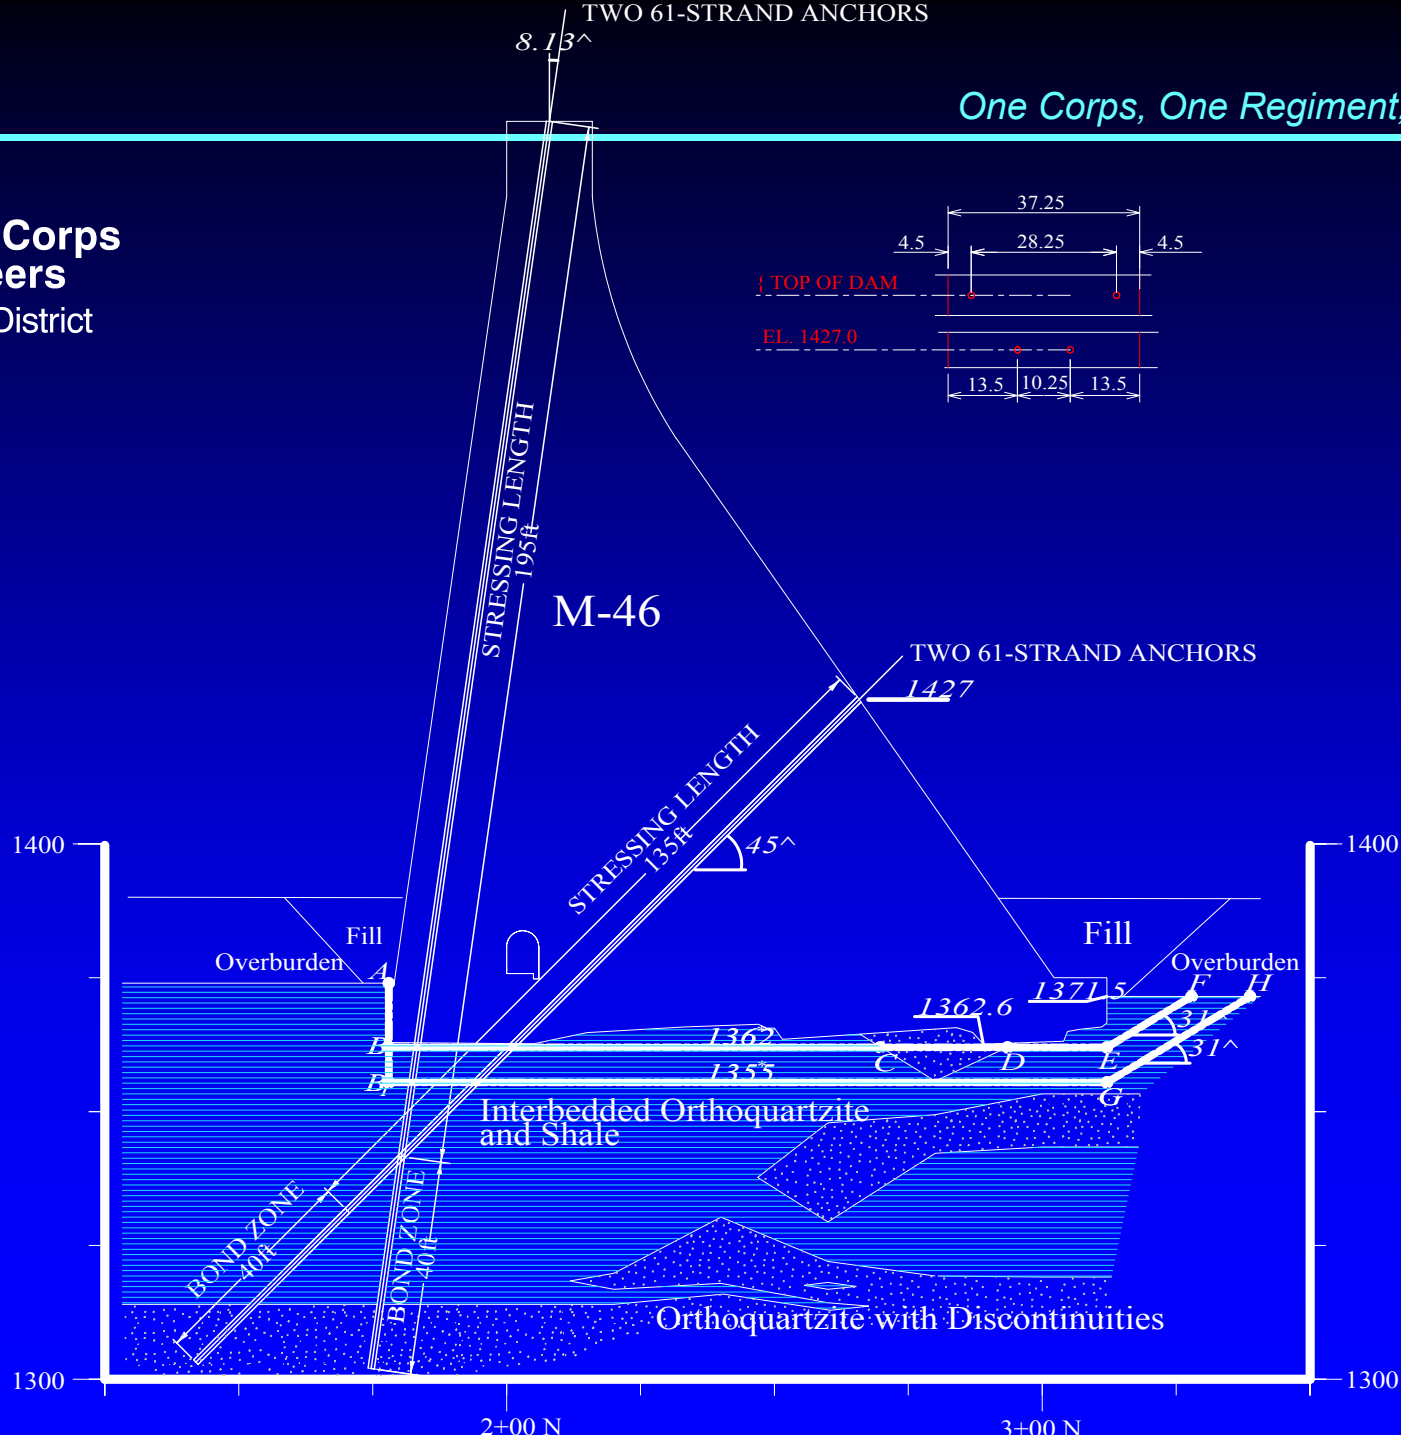 TWO 61-STRAND ANCHORS
8.13^
One Corps, One Regiment,
Corps
eers
District
37.25
4.5
28.25
4.5
{ TOP OF DAM
EL. 1427.0
13.5
10.25
13.5
STRESSING LENGTH
195ft
M-46
TWO 61-STRAND ANCHORS
1427
STRESSING LENGTH
135ft
45^
1400
1400
Fill
Overburden
Fill
Overburden
A
F
H
1371.5
1362.6
31
31^
B
1362
C
D
E
B
1355
G
Interbedded Orthoquartzite
and Shale
BOND ZONE
40ft
BOND ZONE
40ft
Orthoquartzite with Discontinuities
1300
1300
2+00 N
3+00 N